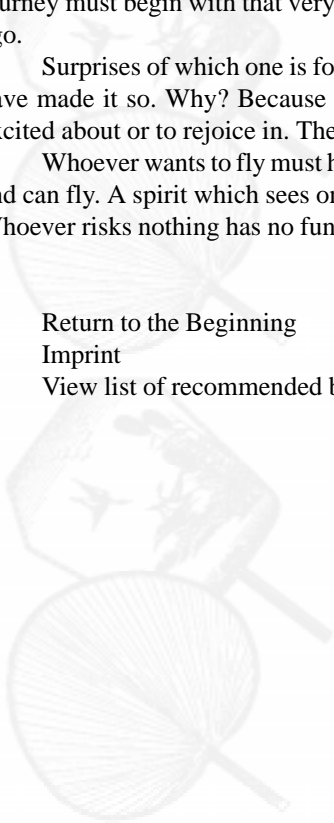 urney must begin with that very
go.
Surprises of which one is fo
ave made it so. Why? Because
xcited about or to rejoice in. The
Whoever wants to fly must h
nd can fly. A spirit which sees or
Whoever risks nothing has no fun
Return to the Beginning
Imprint
View list of recommended b